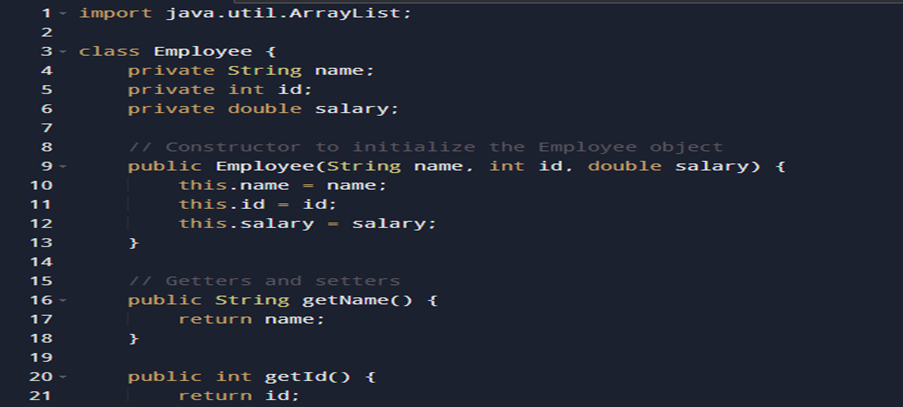 1 import java.util.ArrayList;
2
3 class Employee {
4 private String name;
5 private int id;
6 private double salary;
7
8 // Constructor to initialize the Employee object
9 public Employee(String name, int id, double salary) {
10 this.name = name;
11 this.id = id;
12 this.salary = salary;
13 }
14
15 // Getters and setters
16 public String getName() {
17 return name;
18 }
19
20 public int getId() {
21 return id;